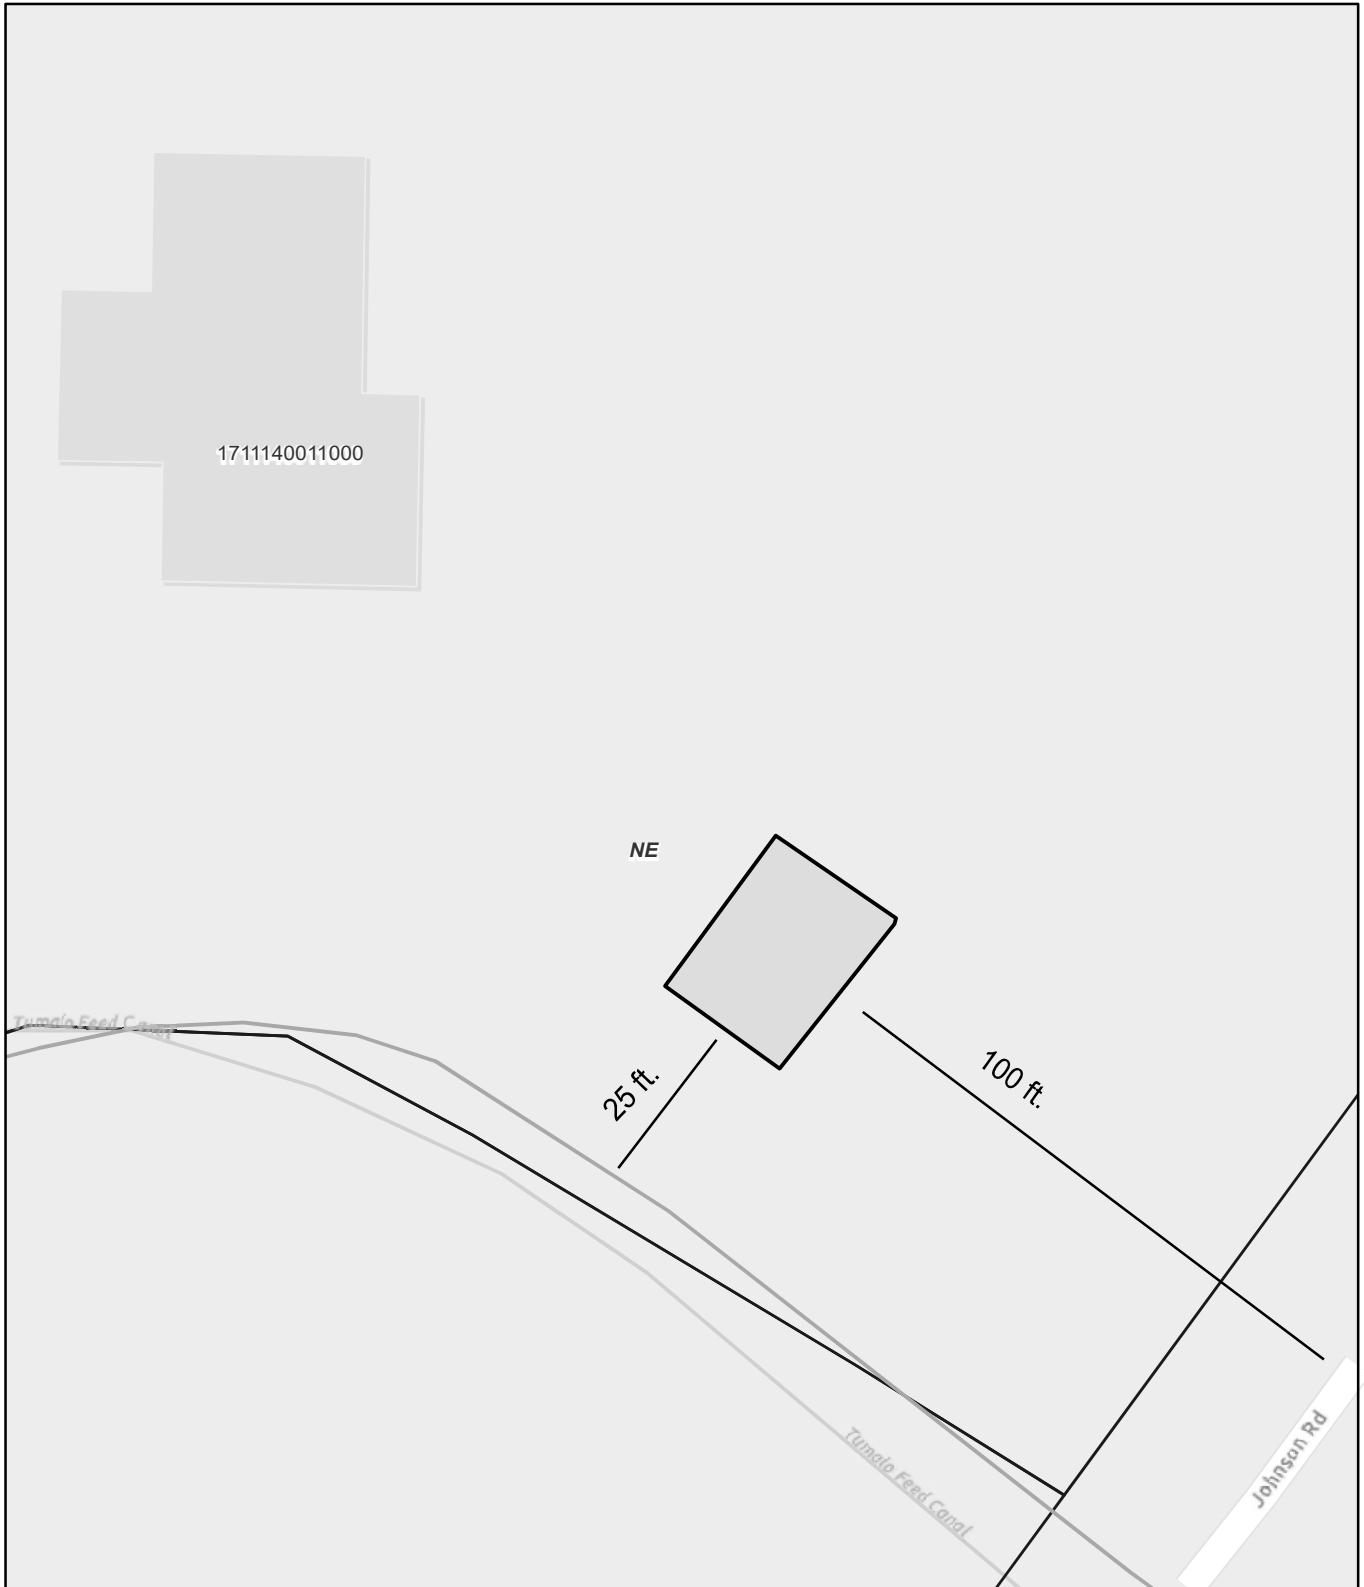 1711140011000
NE
Tumalo Feed Canal
25 ft.
100 ft.
Tumalo Feed Canal
Johnson Rd